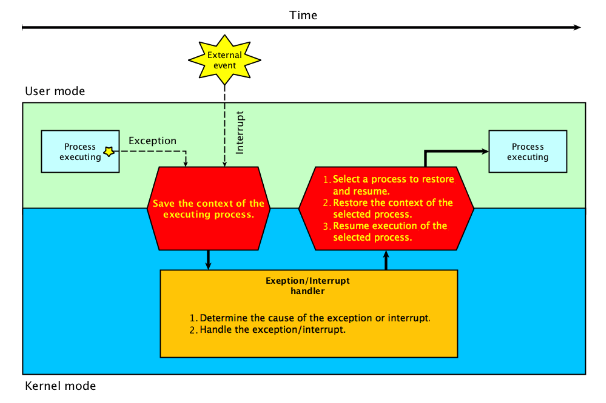 Time
External
event
User mode
Process
executing
Exception
Interrupt
Process
executing
Save the context of the
executing process.
1. Select a process to restore
and resume.
2. Restore the context of the
selected process.
3. Resume execution of the
selected process.
Exeption/Interrupt
handler
1. Determine the cause of the exception or interrupt.
2. Handle the exception/interrupt.
Kernel mode